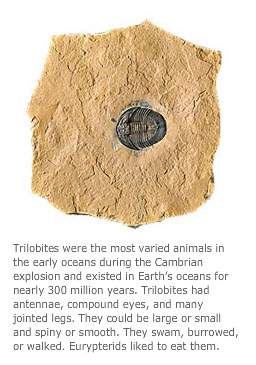 Trilobites were the most varied animals in
the early oceans during the Cambrian
explosion and existed in Earth's oceans for
nearly 300 million years. Trilobites had
antennae, compound eyes, and many
jointed legs. They could be large or small
and spiny or smooth. They swam, burrowed,
or walked. Eurypterids liked to eat them.